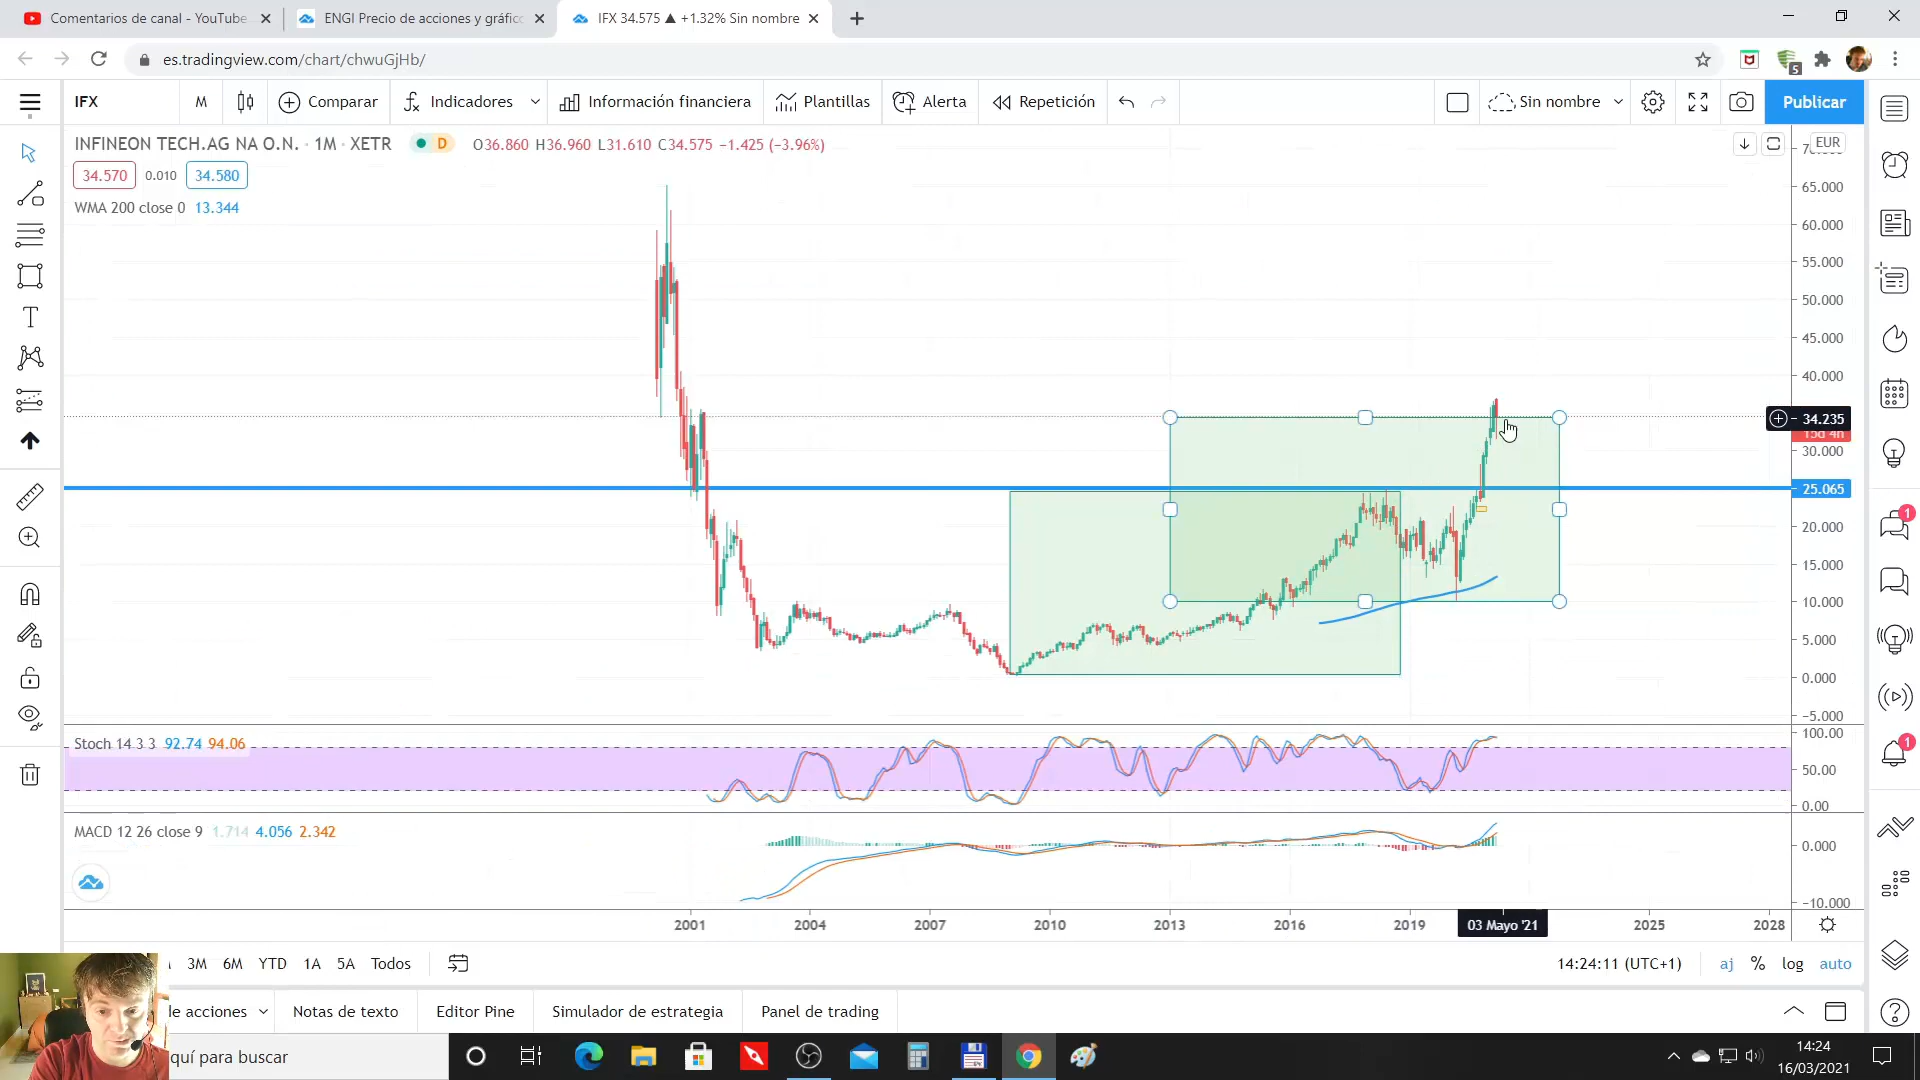 Comentarios de canal - YouTube
ENGI Precio de acciones y gráfic
IFX 34.575 ▲ +1.32% Sin nombre
es.tradingview.com/chart/chwuGjHb/
5
IFX
M
Comparar
Indicadores
Información financiera
Plantillas
Alerta
Repetición
Sin nombre
Publicar
INFINEON TECH.AG NA O.N. · 1M · XETR
D
O36.860 H36.960 L31.610 C34.575 −1.425 (−3.96%)
EUR
34.570
0.010
34.580
WMA 200 close 0 13.344
65.000
60.000
55.000
50.000
45.000
40.000
34.235
15d 4h
30.000
25.065
20.000
15.000
10.000
5.000
0.000
−5.000
Stoch 14 3 3 92.74 94.06
100.00
50.00
0.00
MACD 12 26 close 9 1.714 4.056 2.342
0.000
−10.000
2001
2004
2007
2010
2013
2016
2019
03 Mayo '21
2025
2028
1
1
3M
6M
YTD
1A
5A
Todos
14:24:11 (UTC+1)
aj
%
log
auto
de acciones
Notas de texto
Editor Pine
Simulador de estrategia
Panel de trading
quí para buscar
14:24
16/03/2021